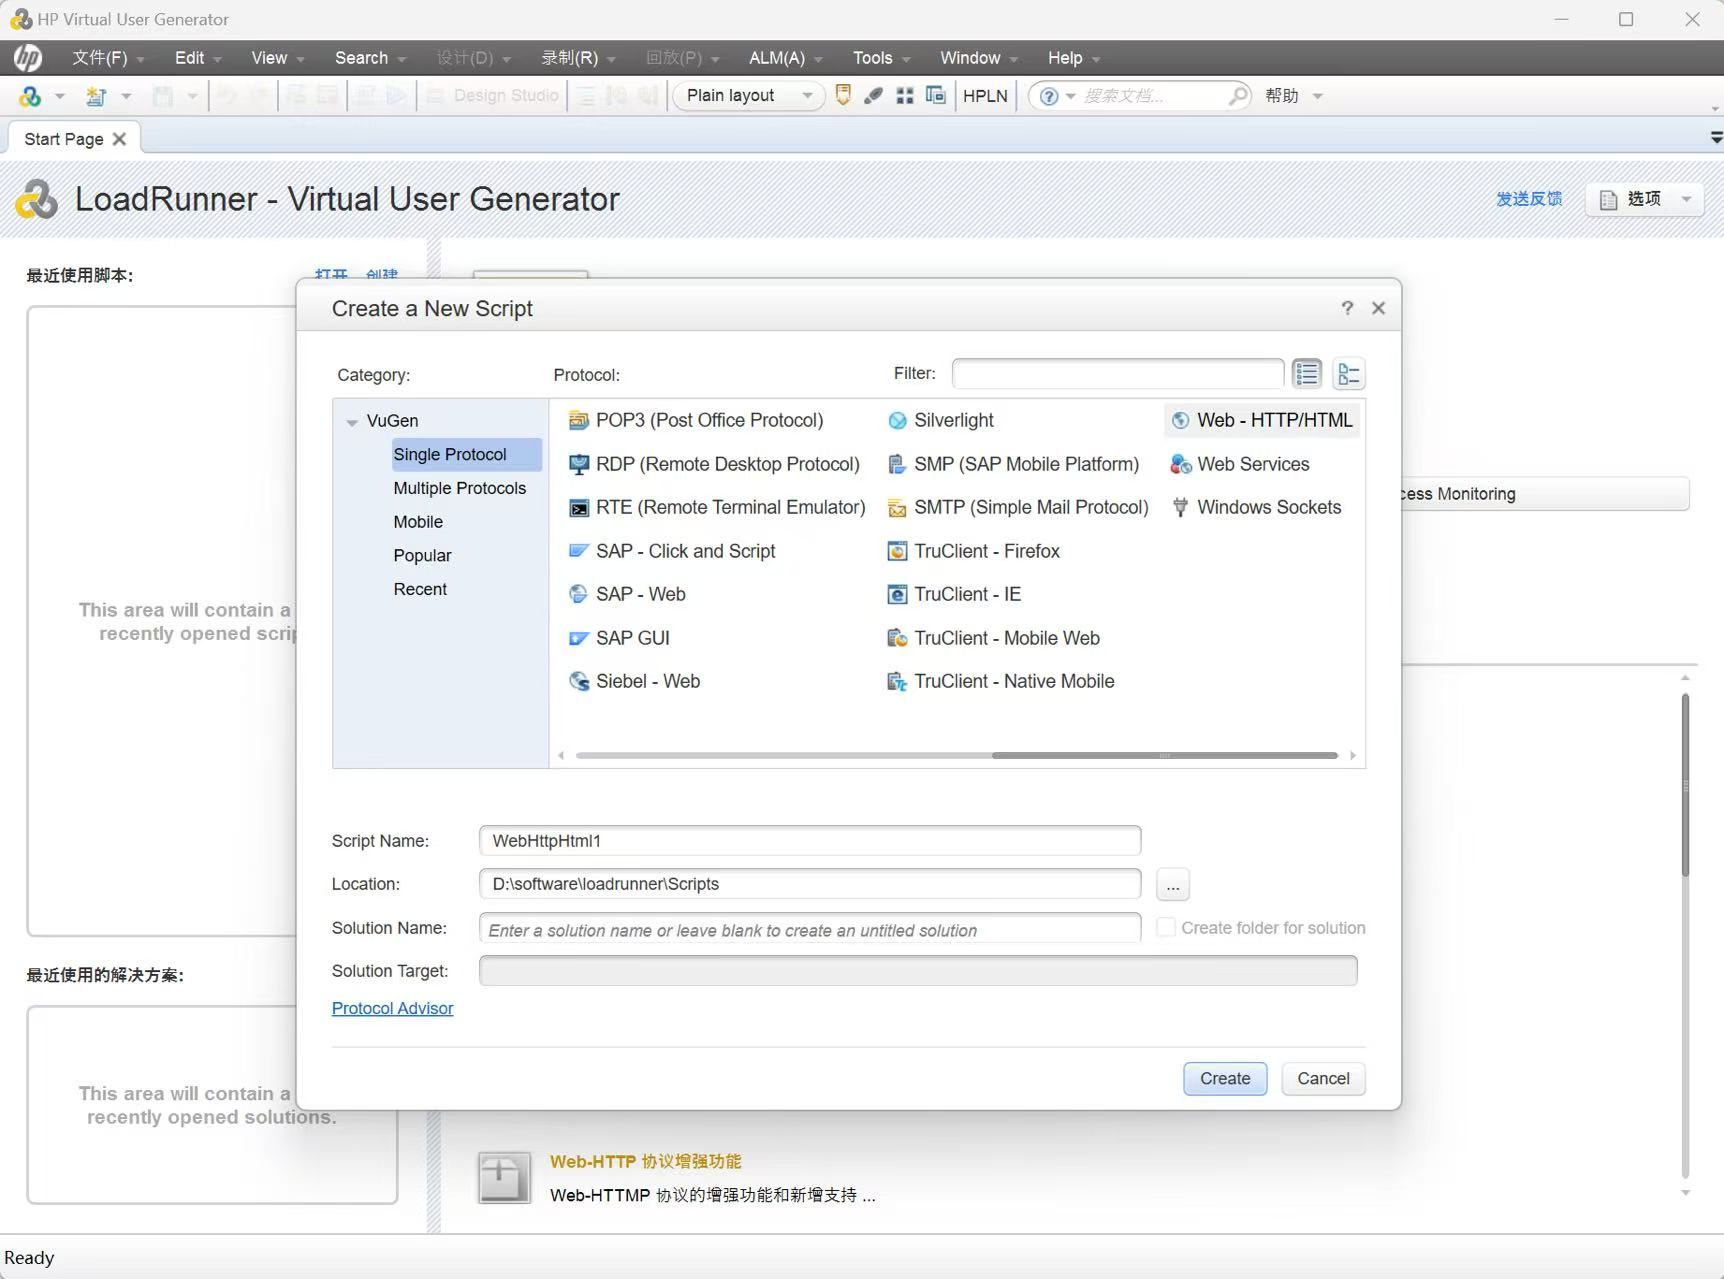 HP Virtual User Generator
hp 文件(F) Edit View Search 设计(D) 录制(R) 回放(P) ALM(A) Tools Window Help
Design Studio Plain layout HPLN 搜索文档... 帮助
Start Page
LoadRunner - Virtual User Generator 发送反馈 选项
最近使用脚本: 打开 创建
This area will contain a
recently opened
Create a New Script
Category: Protocol: Filter:
VuGen
Single Protocol
Multiple Protocols
Mobile
Popular
Recent
POP3 (Post Office Protocol)
RDP (Remote Desktop Protocol)
RTE (Remote Terminal Emulator)
SAP - Click and Script
SAP - Web
SAP GUI
Siebel - Web
Silverlight
SMP (SAP Mobile Platform)
SMTP (Simple Mail Protocol)
TruClient - Firefox
TruClient - IE
TruClient - Mobile Web
TruClient - Native Mobile
Web - HTTP/HTML
Web Services
Windows Sockets
Script Name: WebHttpHtml1
Location: D:\software\loadrunner\Scripts ...
Solution Name: Enter a solution name or leave blank to create an untitled solution Create folder for solution
Solution Target:
Protocol Advisor
Create Cancel
cess Monitoring
最近使用的解决方案:
This area will contain a
recently opened solutions.
Web-HTTP 协议增强功能
Web-HTTMP 协议的增强功能和新增支持 ...
Ready